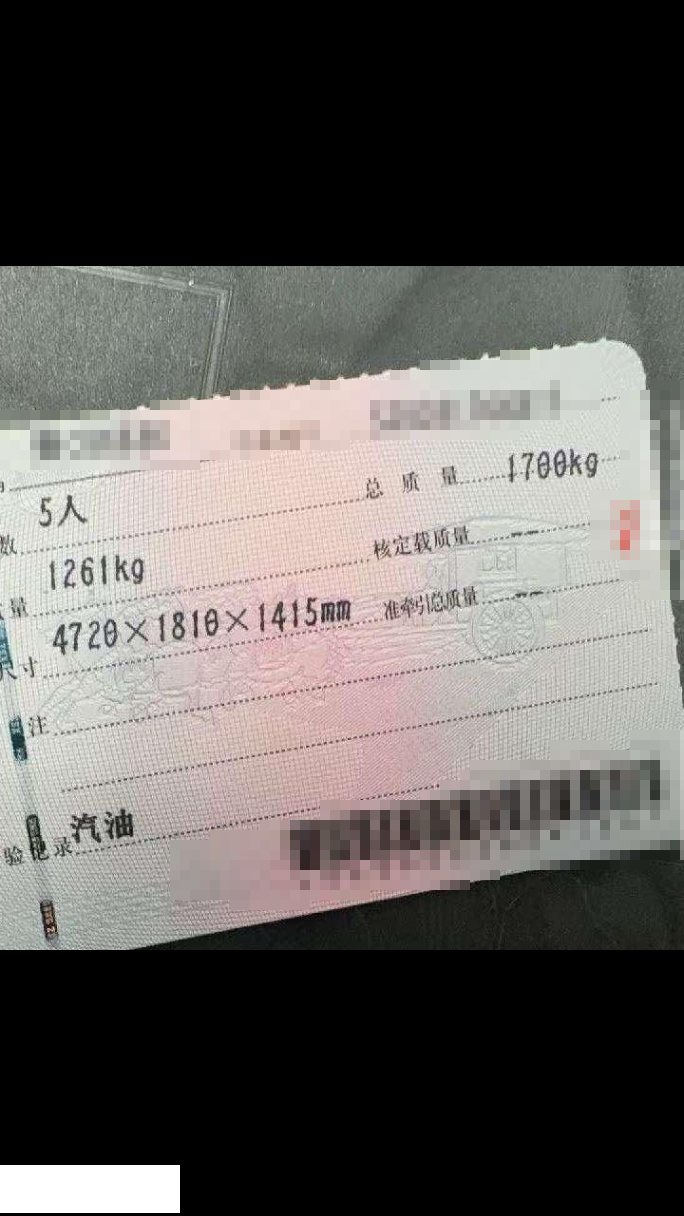 5人 总质量 1700kg
数
1261kg 核定载质量 --
量
4720×1810×1415mm 准牵引总质量 --
尺寸
注
汽油
验记录